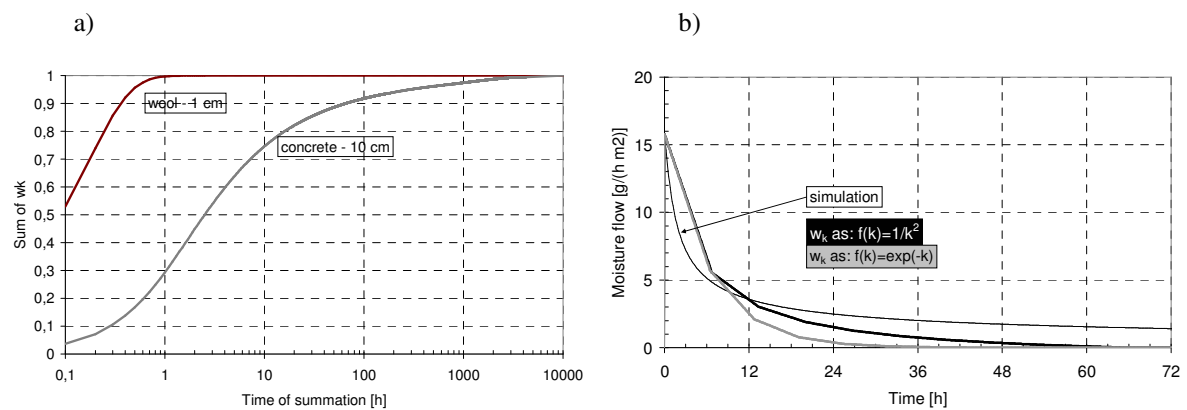 a)
b)
Sum of wk
1
0,9
0,8
0,7
0,6
0,5
0,4
0,3
0,2
0,1
0
wool - 1 cm
concrete - 10 cm
0,1 1 10 100 1000 10000
Time of summation [h]
Moisture flow [g/(h m2)]
20
15
10
5
0
simulation
wk as: f(k)=1/k²
wk as: f(k)=exp(-k)
0 12 24 36 48 60 72
Time [h]